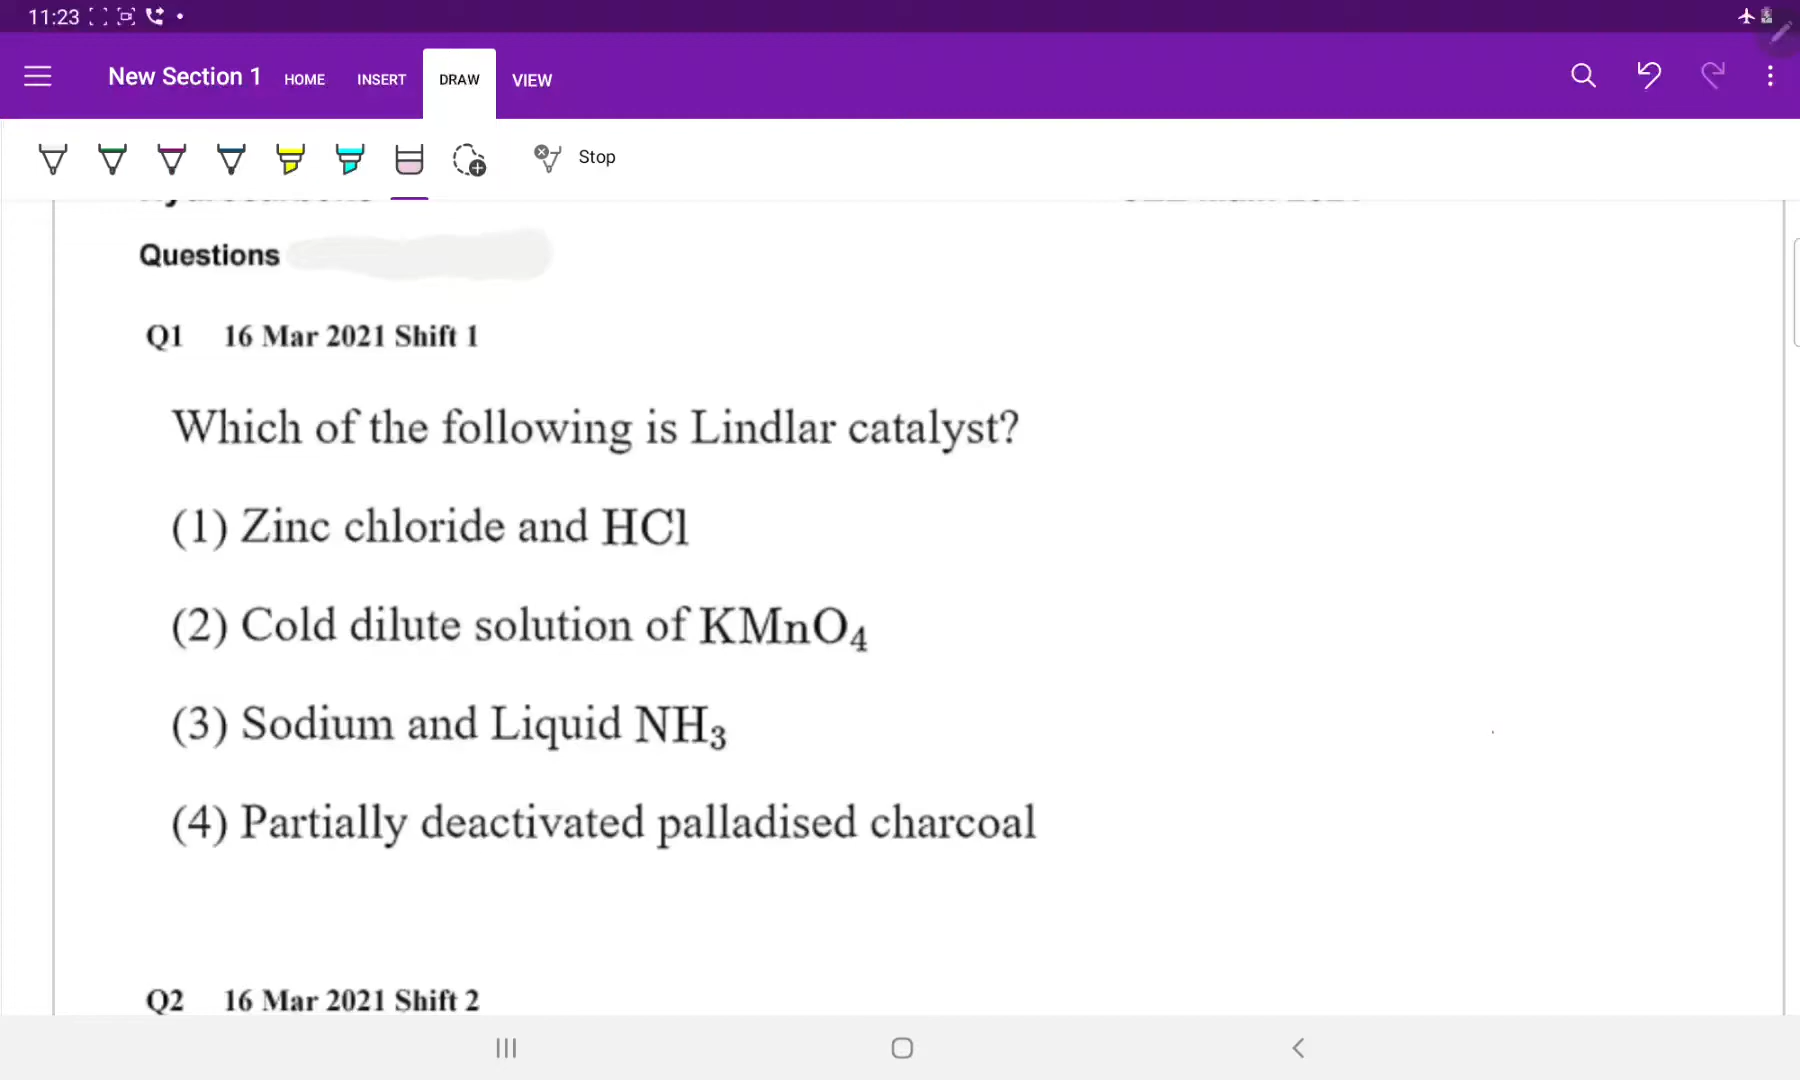 11:23
New Section 1 HOME INSERT DRAW VIEW
Stop
Questions
Q1 16 Mar 2021 Shift 1
Which of the following is Lindlar catalyst?
(1) Zinc chloride and HCl
(2) Cold dilute solution of KMnO₄
(3) Sodium and Liquid NH₃
(4) Partially deactivated palladised charcoal
Q2 16 Mar 2021 Shift 2